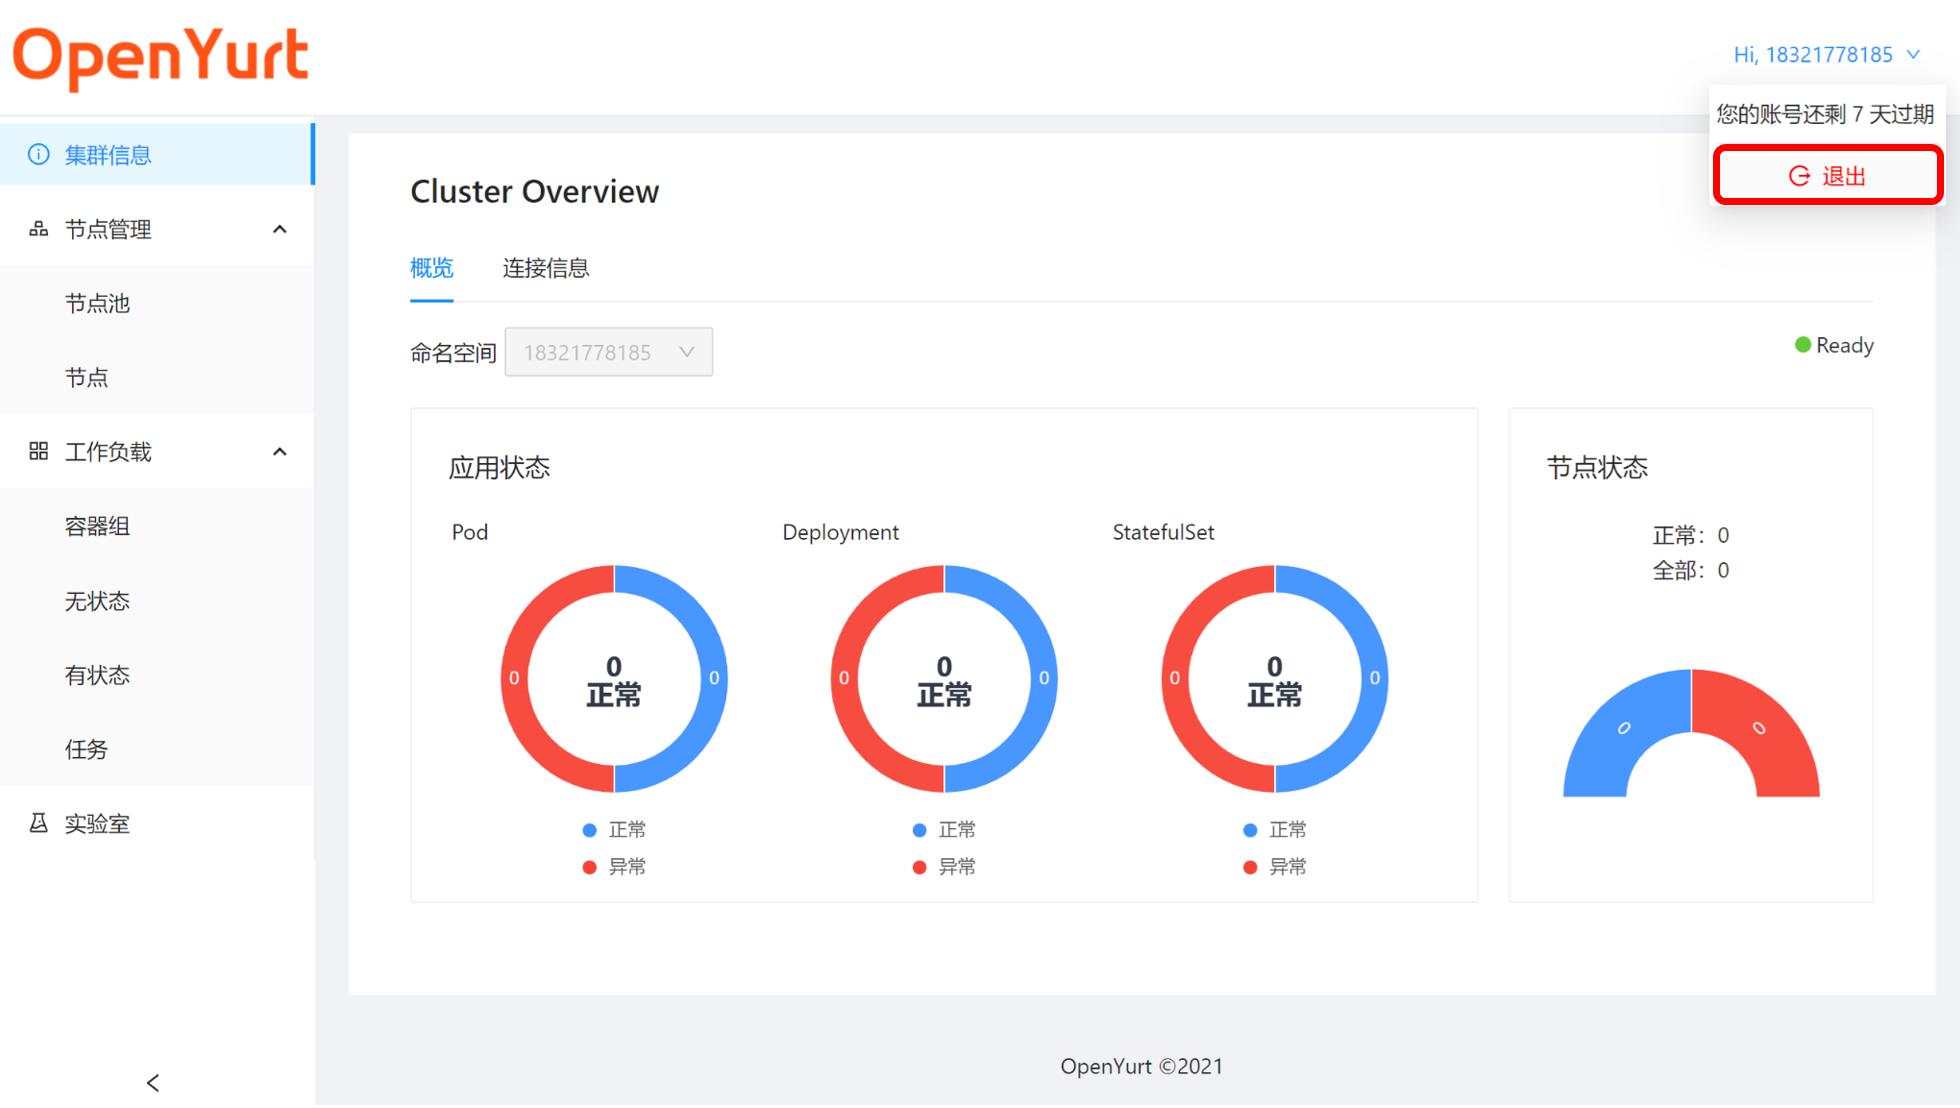 OpenYurt
Hi, 18321778185
您的账号还剩 7 天过期
退出
集群信息
节点管理
节点池
节点
工作负载
容器组
无状态
有状态
任务
实验室
Cluster Overview
概览 连接信息
命名空间 18321778185
Ready
应用状态
Pod Deployment StatefulSet
0 0 0
正常 正常 正常
0 0 0 0 0 0
正常 正常 正常
异常 异常 异常
节点状态
正常：0
全部：0
0 0
OpenYurt ©2021